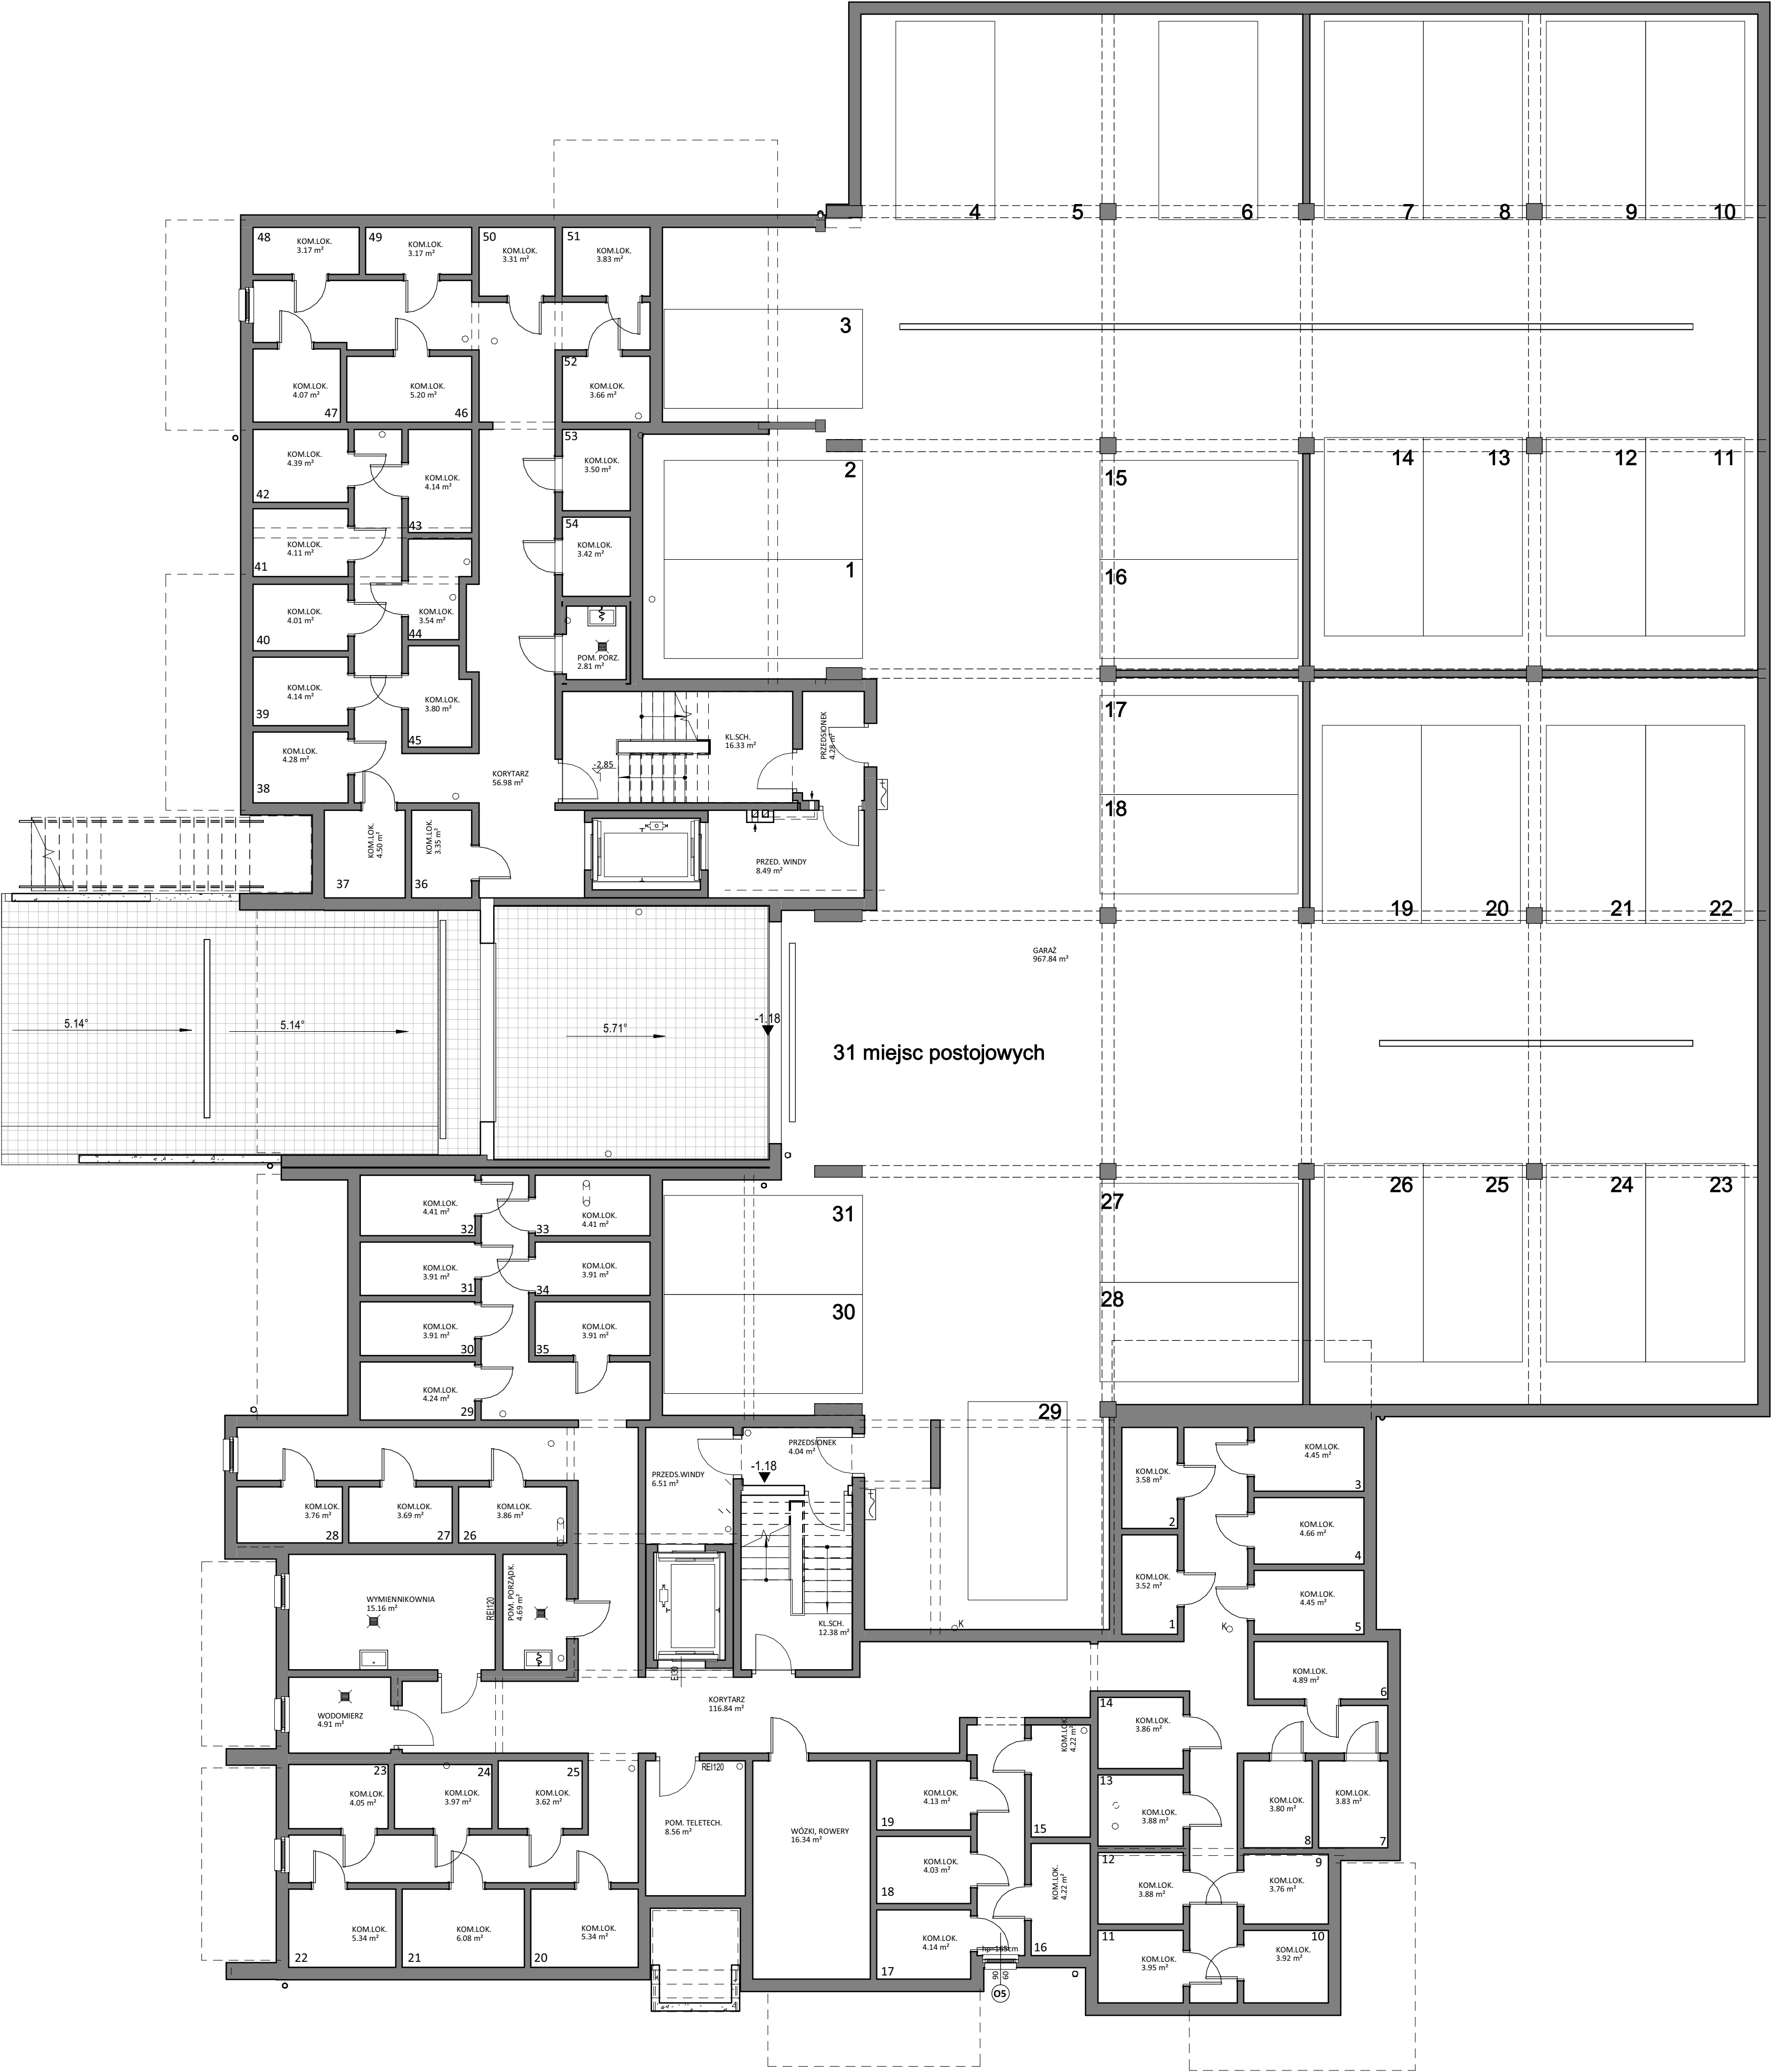 4
5
6
7
8
9
10
48
KOM.LOK.
3.17 m²
49
KOM.LOK.
3.17 m²
50
KOM.LOK.
3.31 m²
51
KOM.LOK.
3.83 m²
3
47
KOM.LOK.
4.07 m²
46
KOM.LOK.
5.20 m²
52
KOM.LOK.
3.66 m²
42
KOM.LOK.
4.39 m²
43
KOM.LOK.
4.14 m²
53
KOM.LOK.
3.50 m²
2
15
14
13
12
11
41
KOM.LOK.
4.11 m²
54
KOM.LOK.
3.42 m²
1
16
40
KOM.LOK.
4.01 m²
44
KOM.LOK.
3.54 m²
POM. PORZ.
2.81 m²
39
KOM.LOK.
4.14 m²
45
KOM.LOK.
3.80 m²
17
38
KOM.LOK.
4.28 m²
KORYTARZ
56.98 m²
-2.85
KL.SCH.
16.33 m²
PRZEDSIONEK
4.28 m²
18
37
KOM.LOK.
4.50 m²
36
KOM.LOK.
3.35 m²
PRZED. WINDY
8.49 m²
19
20
21
22
GARAŻ
967.84 m²
5.14°
5.14°
5.71°
-1.18
31 miejsc postojowych
32
KOM.LOK.
4.41 m²
33
KOM.LOK.
4.41 m²
31
27
26
25
24
23
31
KOM.LOK.
3.91 m²
34
KOM.LOK.
3.91 m²
30
KOM.LOK.
3.91 m²
35
KOM.LOK.
3.91 m²
30
28
29
KOM.LOK.
4.24 m²
29
PRZEDS.WINDY
6.51 m²
PRZEDSIONEK
4.04 m²
-1.18
KOM.LOK.
3.58 m²
2
KOM.LOK.
4.45 m²
3
KOM.LOK.
3.76 m²
28
KOM.LOK.
3.69 m²
27
KOM.LOK.
3.86 m²
26
KOM.LOK.
4.66 m²
4
WYMIENNIKOWNIA
15.16 m²
REI120
POM. PORZĄDK.
4.69 m²
KL.SCH.
12.38 m²
K
KOM.LOK.
3.52 m²
1
K
KOM.LOK.
4.45 m²
5
EI30
KOM.LOK.
4.89 m²
6
WODOMIERZ
4.91 m²
KORYTARZ
116.84 m²
14
KOM.LOK.
3.86 m²
KOM.LOK.
4.22 m²
15
23
KOM.LOK.
4.05 m²
24
KOM.LOK.
3.97 m²
25
KOM.LOK.
3.62 m²
REI120
POM. TELETECH.
8.56 m²
WÓZKI, ROWERY
16.34 m²
KOM.LOK.
4.13 m²
19
13
KOM.LOK.
3.88 m²
KOM.LOK.
3.80 m²
8
KOM.LOK.
3.83 m²
7
KOM.LOK.
4.03 m²
18
KOM.LOK.
4.22 m²
16
12
KOM.LOK.
3.88 m²
9
KOM.LOK.
3.76 m²
KOM.LOK.
5.34 m²
22
KOM.LOK.
6.08 m²
21
KOM.LOK.
5.34 m²
20
KOM.LOK.
4.14 m²
17
hp=185cm
90
60
O5
11
KOM.LOK.
3.95 m²
10
KOM.LOK.
3.92 m²